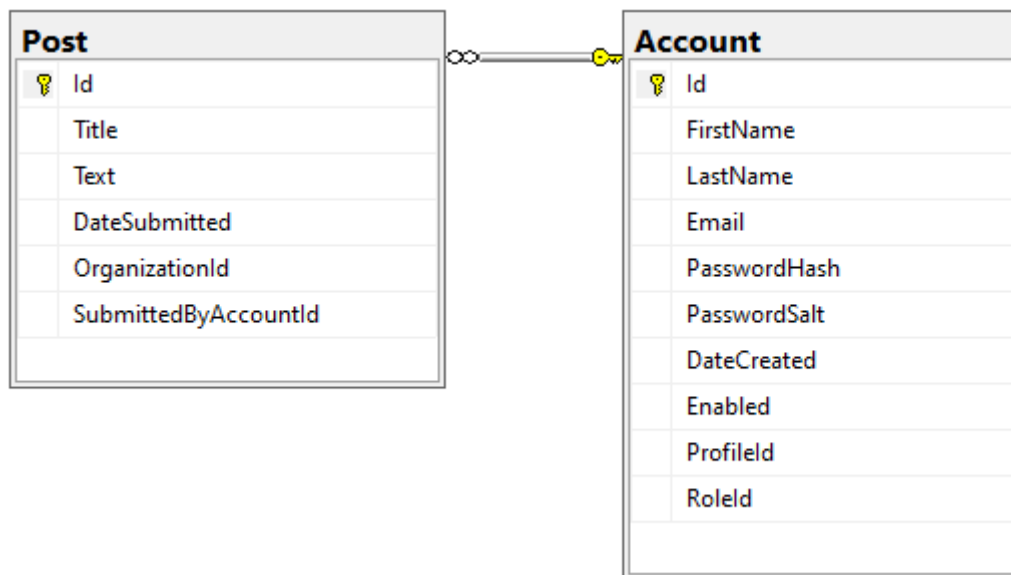 Post
Id
Title
Text
DateSubmitted
OrganizationId
SubmittedByAccountId
Account
Id
FirstName
LastName
Email
PasswordHash
PasswordSalt
DateCreated
Enabled
ProfileId
RoleId